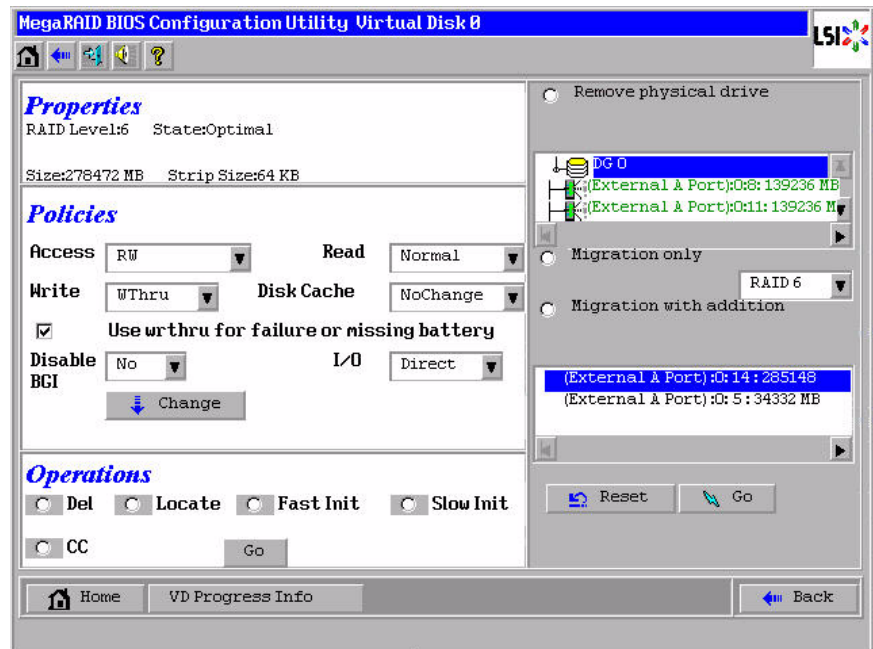 MegaRAID BIOS Configuration Utility Virtual Disk 0
LSI
Properties
RAID Level:6 State:Optimal
Size:278472 MB Strip Size:64 KB
Policies
Access RW Read Normal
Write WThru Disk Cache NoChange
Use wrthru for failure or missing battery
Disable BGI No I/O Direct
Change
Operations
Del Locate Fast Init Slow Init
CC Go
Remove physical drive
DG 0
(External A Port):0:8: 139236 MB
(External A Port):0:11: 139236 M
Migration only
RAID 6
Migration with addition
(External A Port) :0: 14 : 285148
(External A Port) :0: 5 : 34332 MB
Reset Go
Home VD Progress Info Back